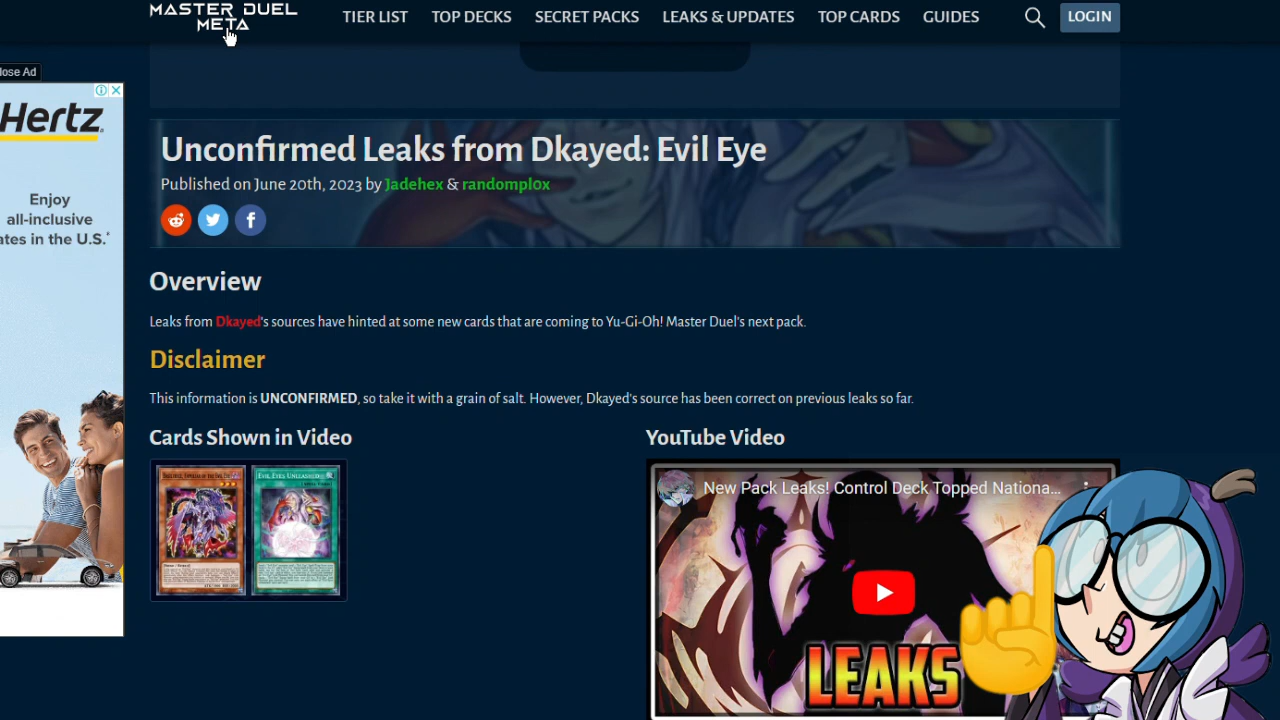 MASTER DUEL
META
TIER LIST
TOP DECKS
SECRET PACKS
LEAKS & UPDATES
TOP CARDS
GUIDES
LOGIN
lose Ad
Hertz.
Enjoy
all-inclusive
ates in the U.S.*
Unconfirmed Leaks from Dkayed: Evil Eye
Published on June 20th, 2023 by Jadehex & randompl0x
Overview
Leaks from Dkayed's sources have hinted at some new cards that are coming to Yu-Gi-Oh! Master Duel's next pack.
Disclaimer
This information is UNCONFIRMED, so take it with a grain of salt. However, Dkayed's source has been correct on previous leaks so far.
Cards Shown in Video
YouTube Video
Evil Eyes Unleashed
New Pack Leaks! Control Deck Topped Nationa...
LEAKS